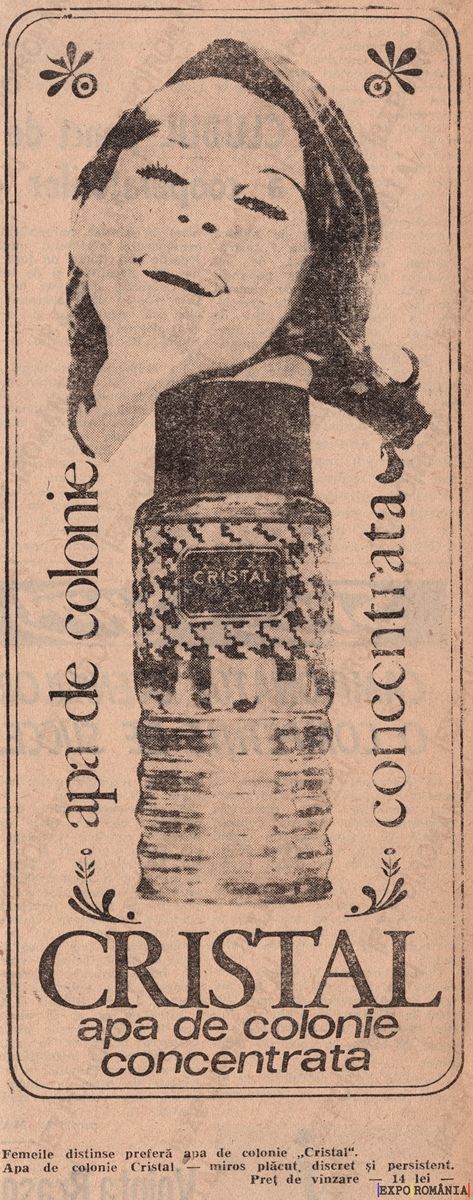 CRISTAL
apa de colonie
concentrata
CRISTAL
apa de colonie
concentrata
Femeile distinse preferă apa de colonie „Cristal“.
Apa de colonie Cristal — miros plăcut, discret și persistent.
Preț de vinzare — 14 lei —
EXPO ROMÂNIA